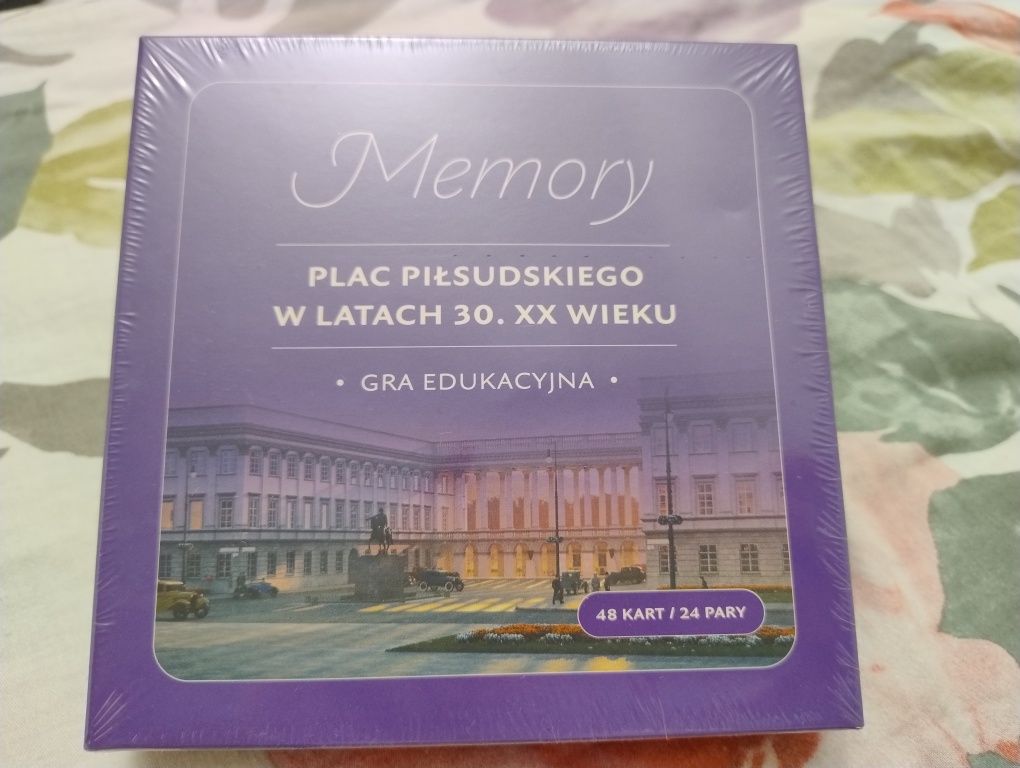 Memory
PLAC PIŁSUDSKIEGO
W LATACH 30. XX WIEKU
• GRA EDUKACYJNA •
48 KART / 24 PARY